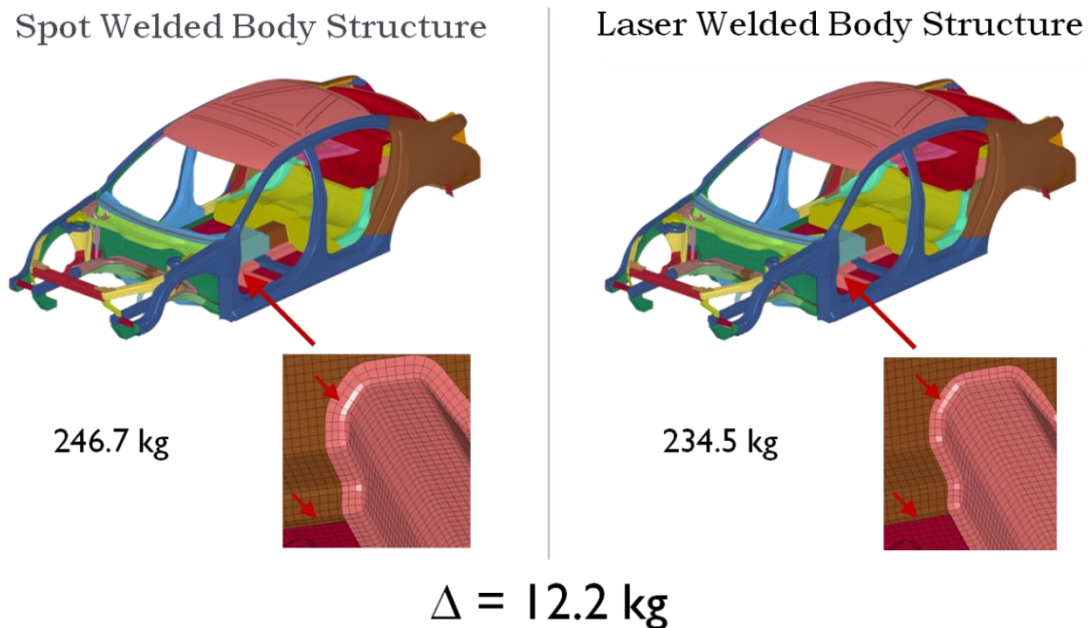 Spot Welded Body Structure
Laser Welded Body Structure
246.7 kg
234.5 kg
Δ = 12.2 kg